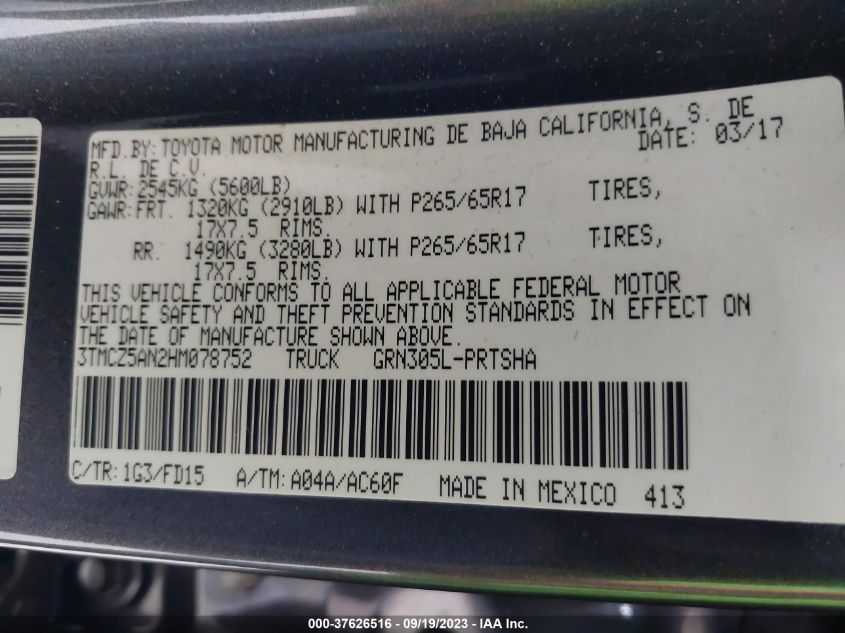 MFD.BY: TOYOTA MOTOR MANUFACTURING DE BAJA CALIFORNIA, S. DE
R.L. DE C.V. DATE: 03/17
GVWR: 2545KG (5600LB)
GAWR: FRT. 1320KG (2910LB) WITH P265/65R17 TIRES,
17X7.5 RIMS.
RR. 1490KG (3280LB) WITH P265/65R17 TIRES,
17X7.5 RIMS.
THIS VEHICLE CONFORMS TO ALL APPLICABLE FEDERAL MOTOR
VEHICLE SAFETY AND THEFT PREVENTION STANDARDS IN EFFECT ON
THE DATE OF MANUFACTURE SHOWN ABOVE.
3TMCZ5AN2HM078752 TRUCK GRN305L-PRTSHA
C/TR: 1G3/FD15 A/TM: A04A/AC60F MADE IN MEXICO 413
000-37626516 - 09/19/2023 - IAA Inc.